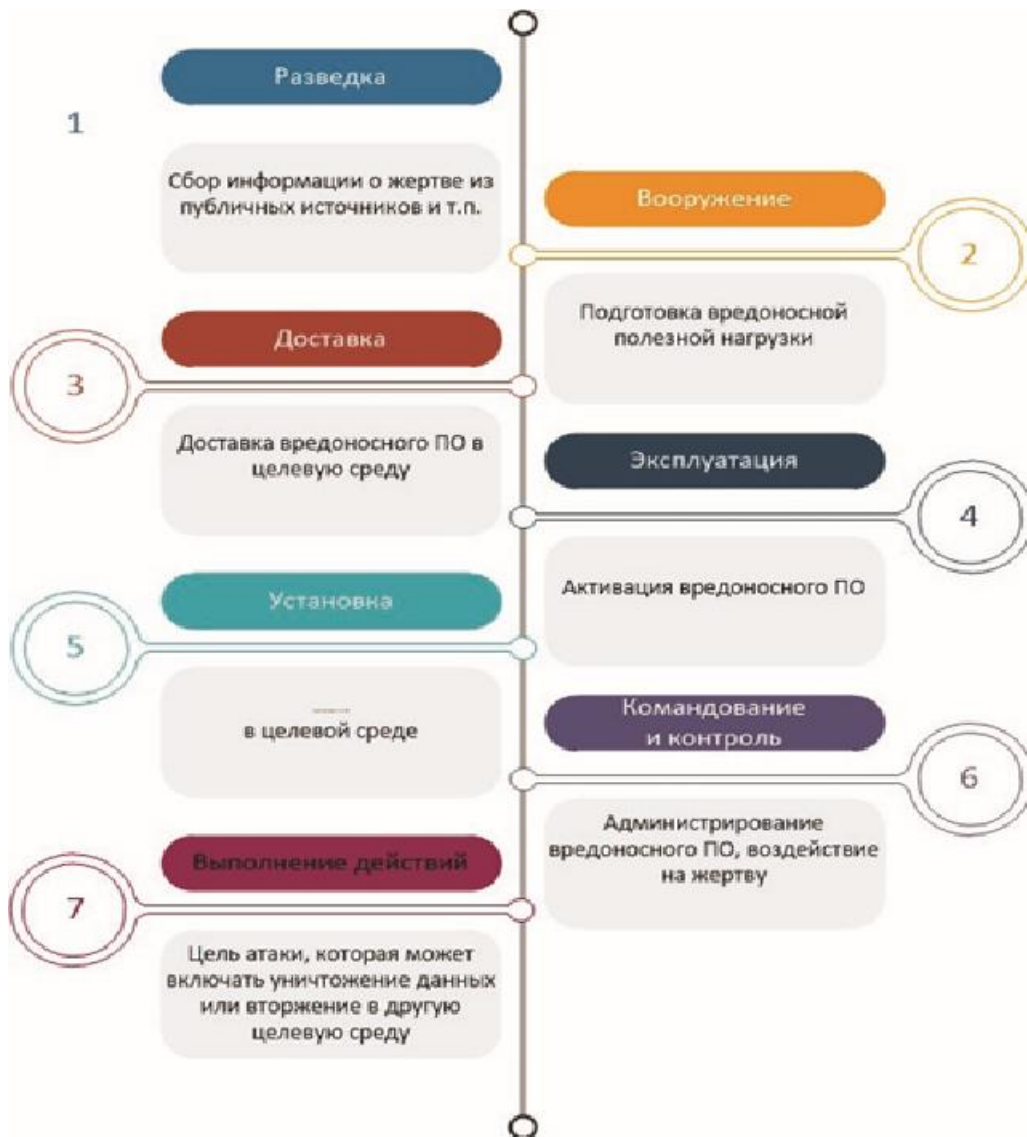 Разведка
1
Сбор информации о жертве из
публичных источников и т.п.
Вооружение
2
Подготовка вредоносной
полезной нагрузки
Доставка
3
Доставка вредоносного ПО в
целевую среду
Эксплуатация
4
Активация вредоносного ПО
Установка
5
в целевой среде
Командование
и контроль
6
Администрирование
вредоносного ПО, воздействие
на жертву
Выполнение действий
7
Цель атаки, которая может
включать уничтожение данных
или вторжение в другую
целевую среду